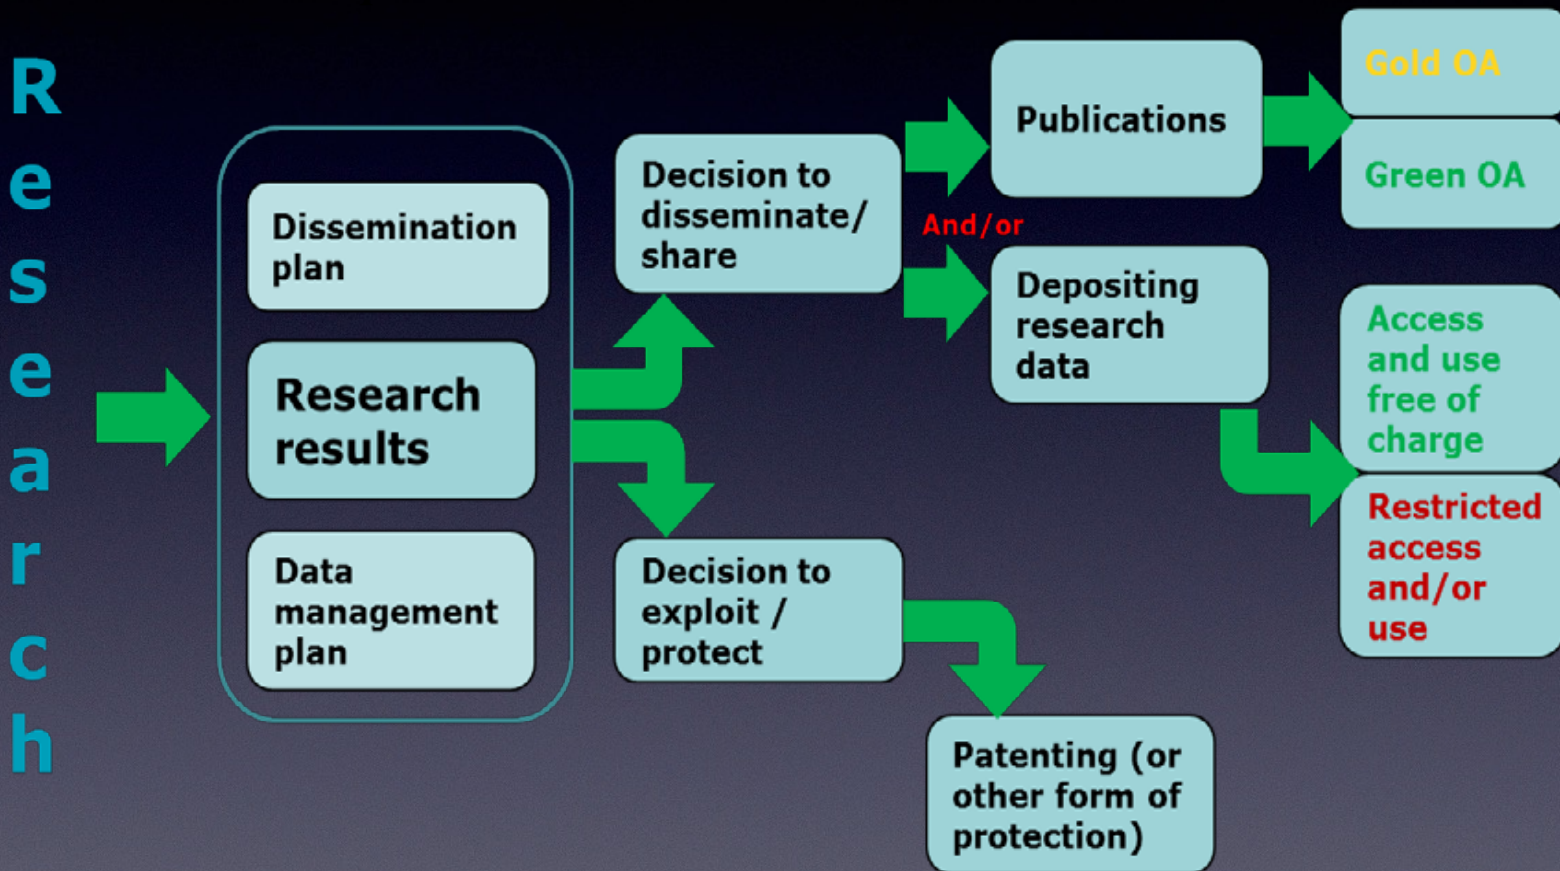 Research
Dissemination
plan
Research
results
Data
management
plan
Decision to
disseminate/
share
Decision to
exploit /
protect
And/or
Publications
Depositing
research
data
Patenting (or
other form of
protection)
Gold OA
Green OA
Access
and use
free of
charge
Restricted
access
and/or
use